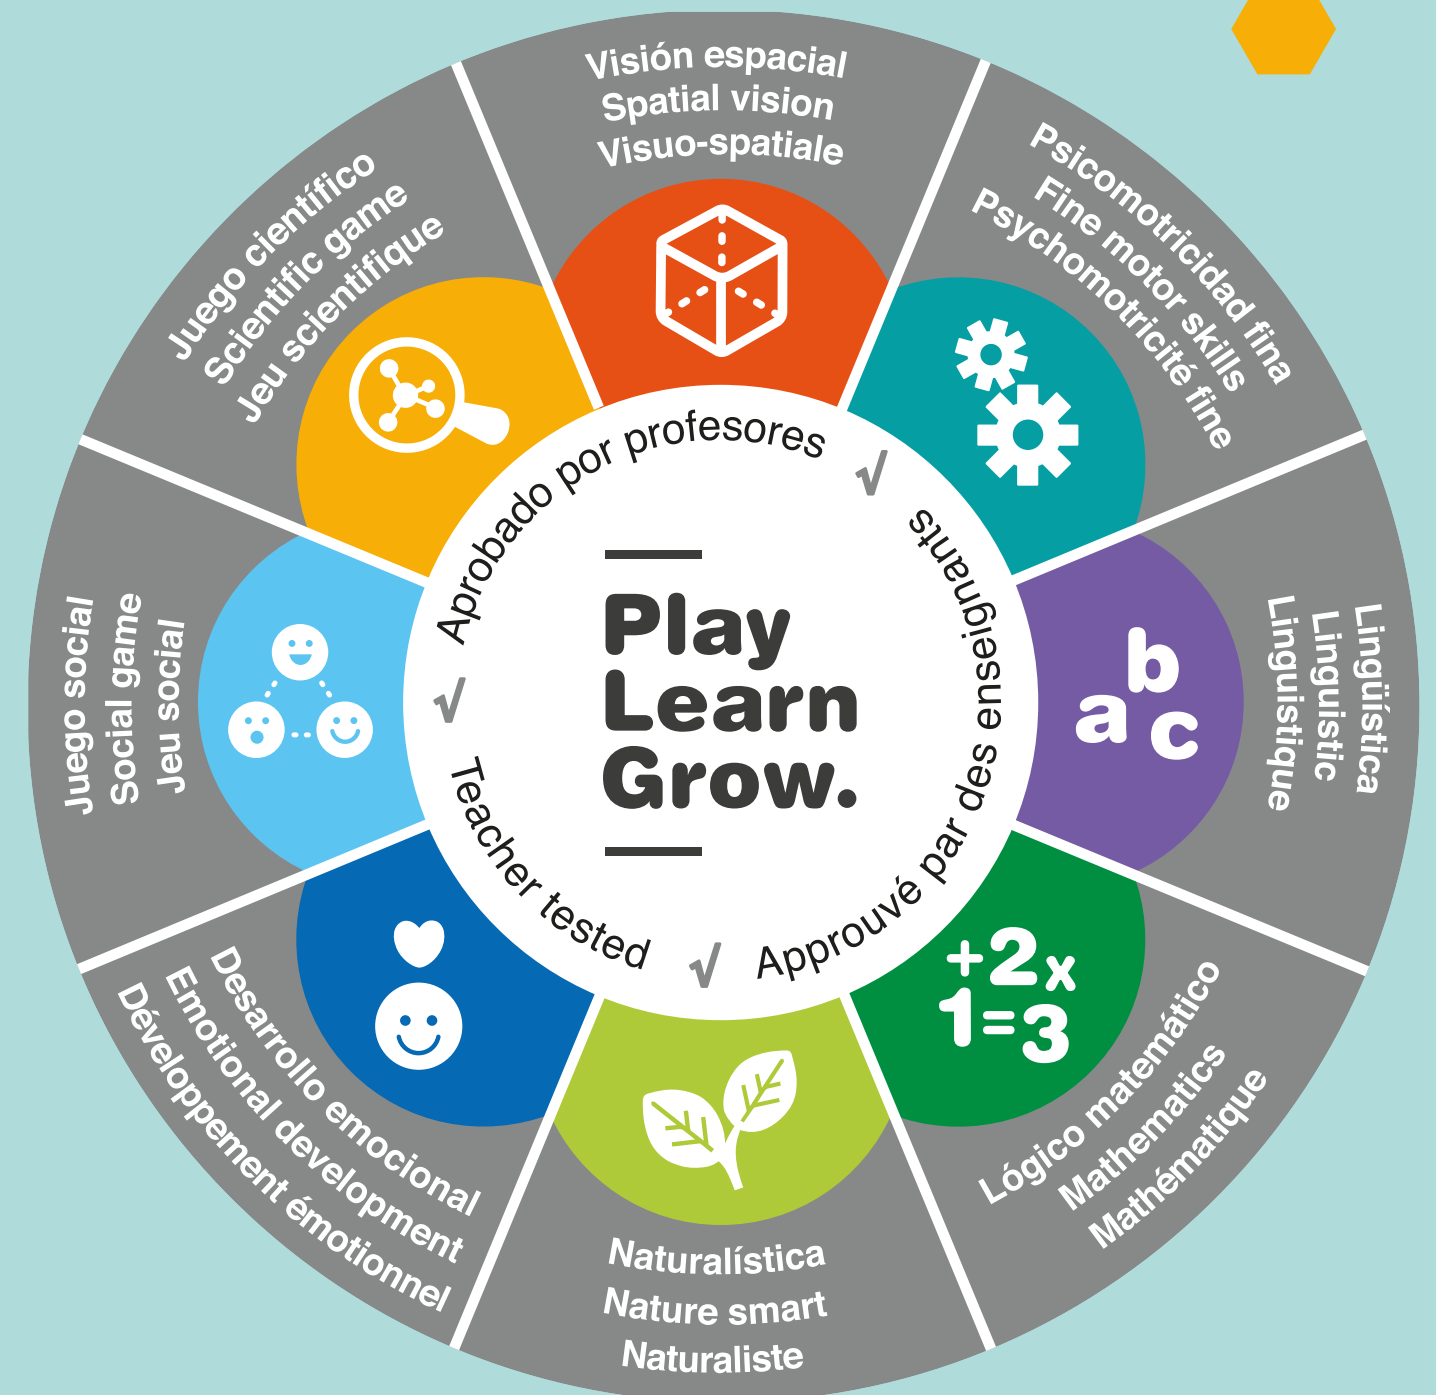 Visión espacial
Spatial vision
Visuo-spatiale
Psicomotricidad fina
Fine motor skills
Psychomotricité fine
Lingüística
Linguistic
Linguistique
Lógico matemático
Mathematics
Mathématique
Naturalística
Nature smart
Naturaliste
Desarrollo emocional
Emotional development
Développement émotionnel
Juego social
Social game
Jeu social
Juego científico
Scientific game
Jeu scientifique
Aprobado por profesores
√
Approuvé par des enseignants
√
Teacher tested
√
Play
Learn
Grow.
b
a c
+2x
1=3